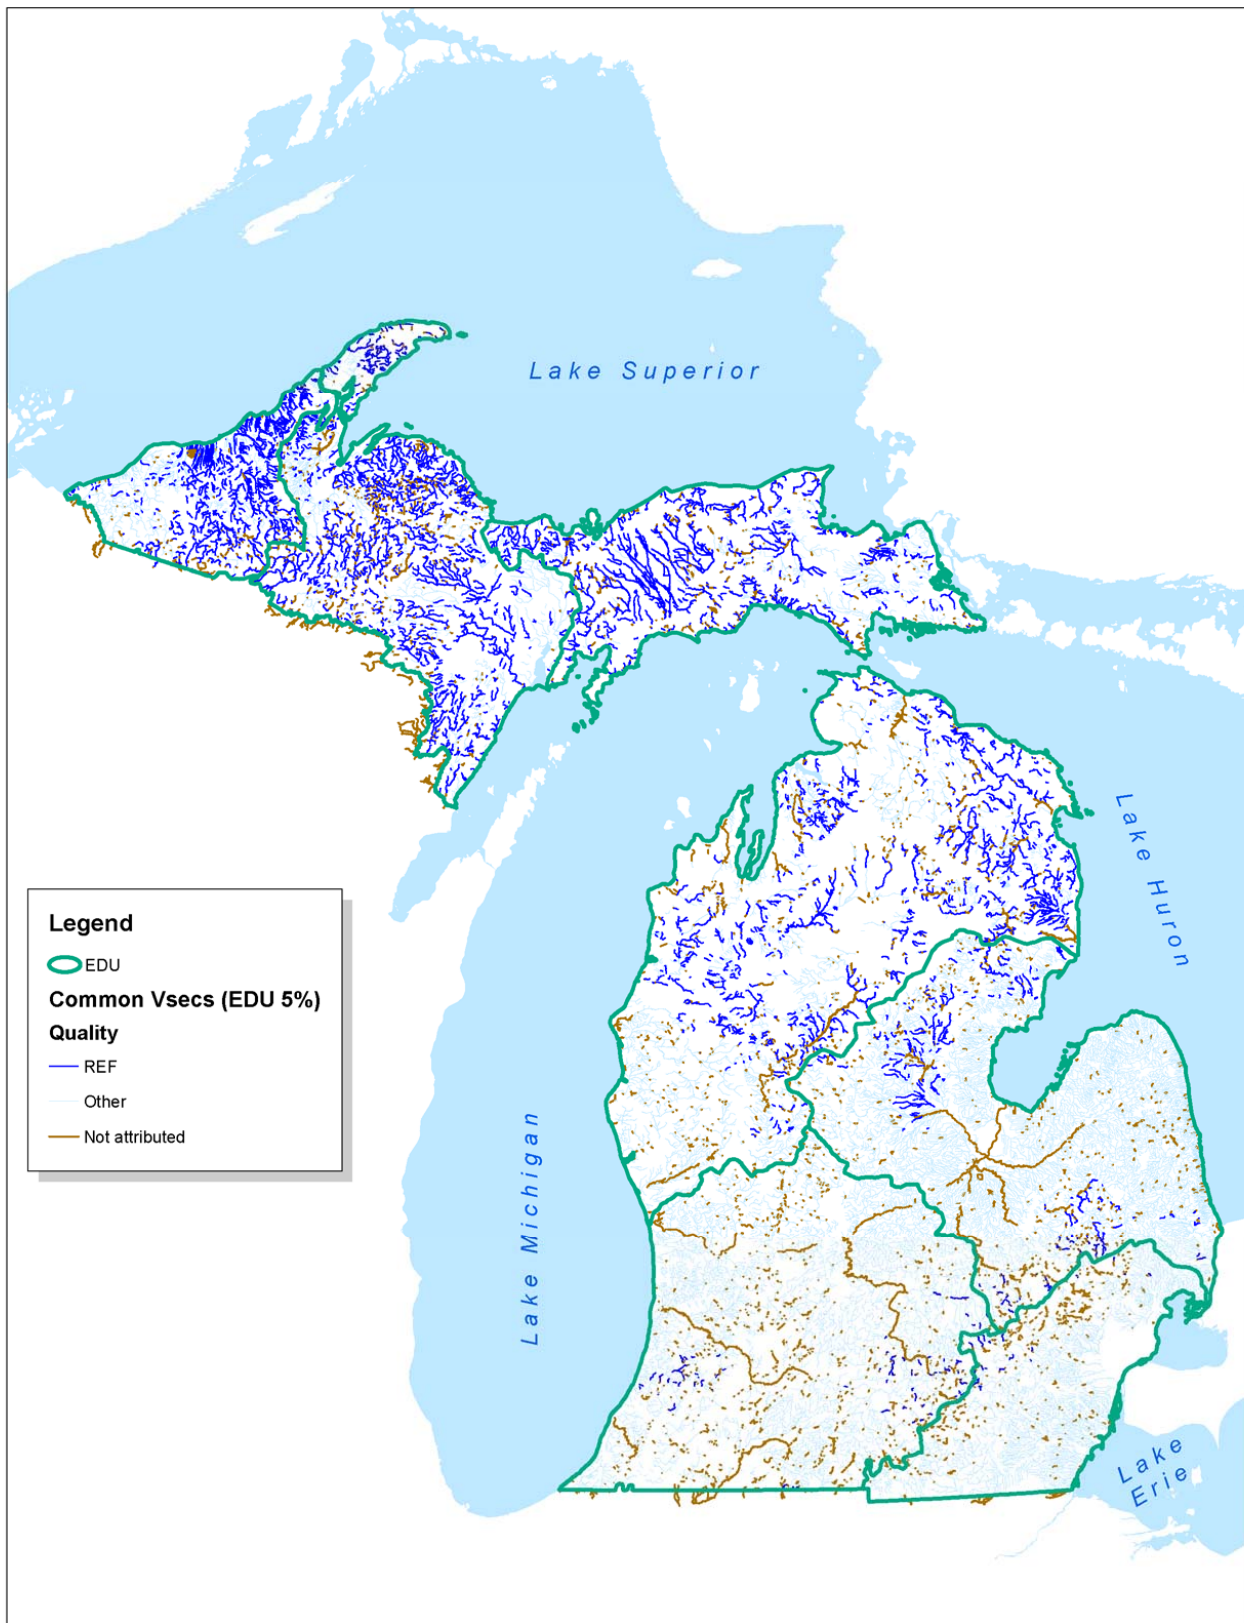 Lake Superior
Lake Huron
Legend
EDU
Common Vsecs (EDU 5%)
Quality
REF
Other
Not attributed
Lake Michigan
Lake
Erie